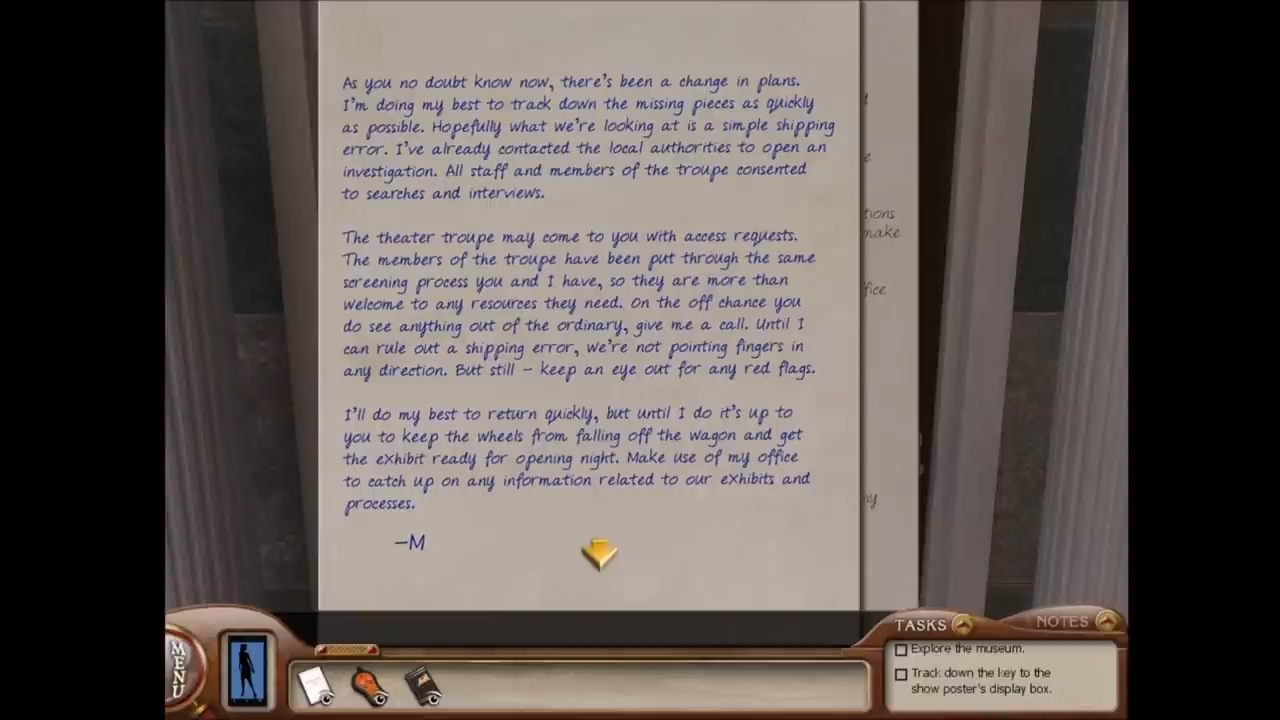 As you no doubt know now, there's been a change in plans.
I'm doing my best to track down the missing pieces as quickly
as possible. Hopefully what we're looking at is a simple shipping
error. I've already contacted the local authorities to open an
investigation. All staff and members of the troupe consented
to searches and interviews.
The theater troupe may come to you with access requests.
The members of the troupe have been put through the same
screening process you and I have, so they are more than
welcome to any resources they need. On the off chance you
do see anything out of the ordinary, give me a call. Until I
can rule out a shipping error, we're not pointing fingers in
any direction. But still – keep an eye out for any red flags.
I'll do my best to return quickly, but until I do it's up to
you to keep the wheels from falling off the wagon and get
the exhibit ready for opening night. Make use of my office
to catch up on any information related to our exhibits and
processes.
–M
tions
make
fice
MENU
TASKS
NOTES
Explore the museum.
Track down the key to the
show poster's display box.